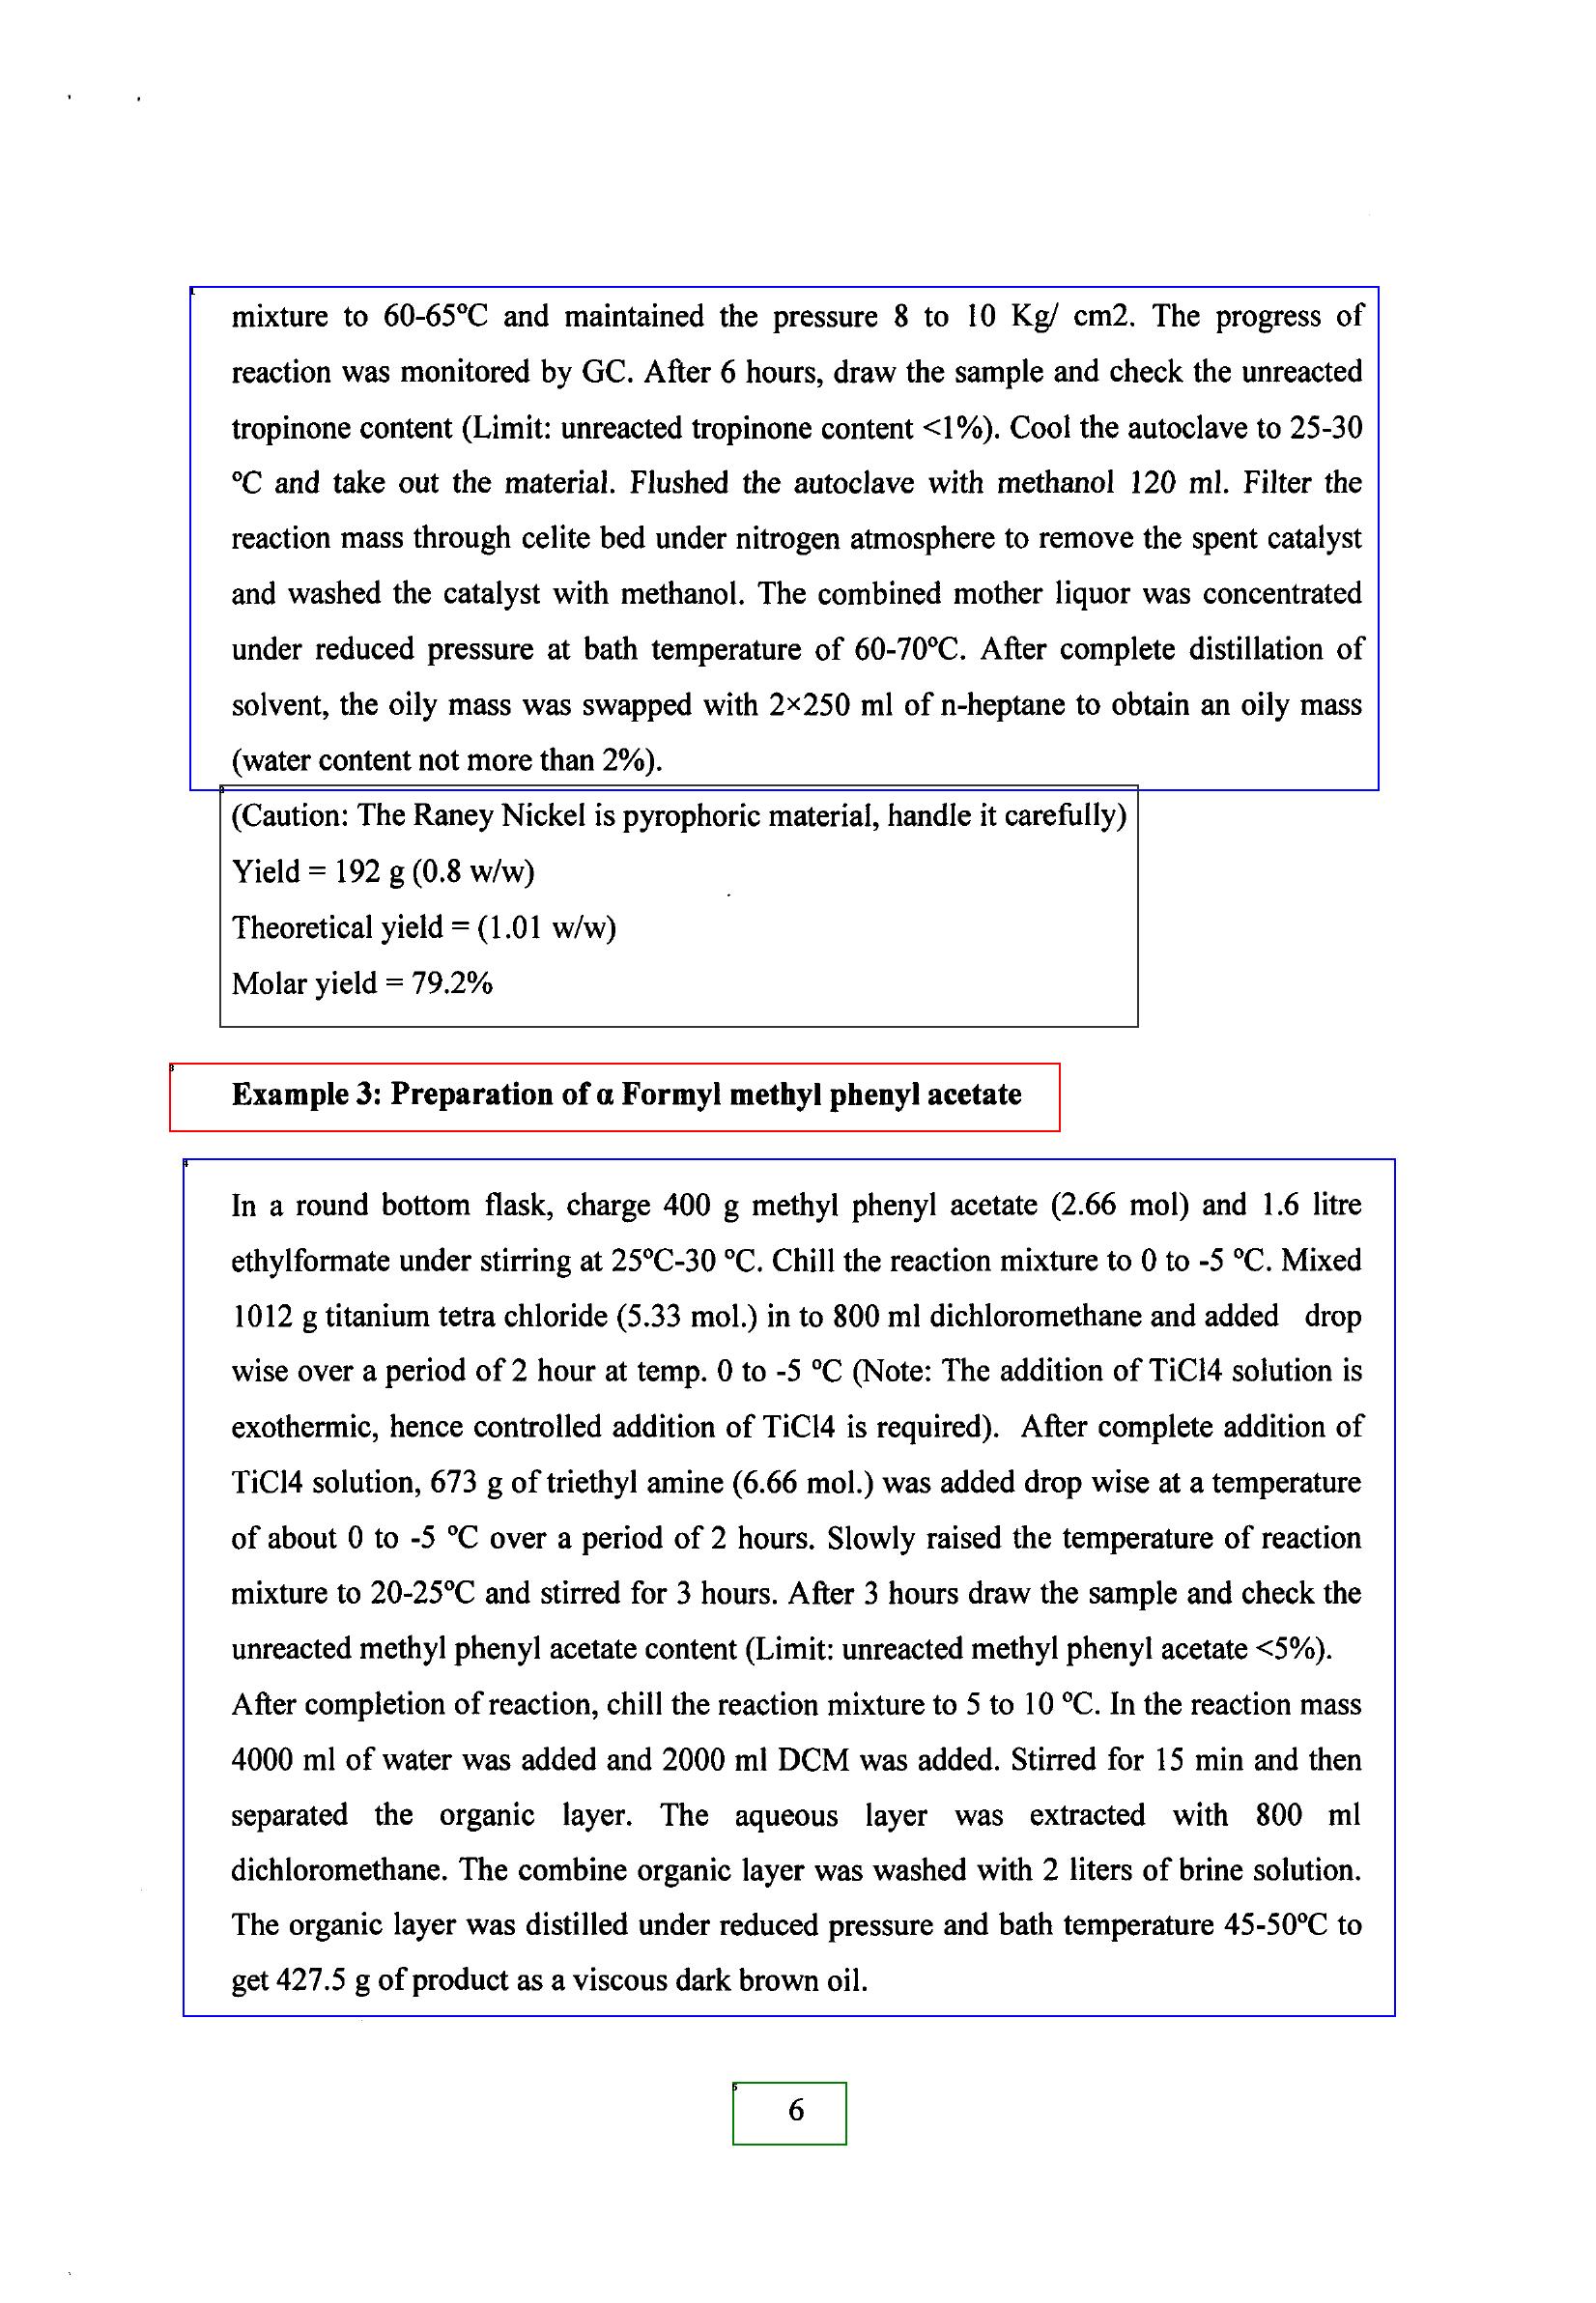 mixture to 60-65ºC and maintained the pressure 8 to 10 Kg/ cm2. The progress of
reaction was monitored by GC. After 6 hours, draw the sample and check the unreacted
tropinone content (Limit: unreacted tropinone content <1%). Cool the autoclave to 25-30
ºC and take out the material. Flushed the autoclave with methanol 120 ml. Filter the
reaction mass through celite bed under nitrogen atmosphere to remove the spent catalyst
and washed the catalyst with methanol. The combined mother liquor was concentrated
under reduced pressure at bath temperature of 60-70ºC. After complete distillation of
solvent, the oily mass was swapped with 2×250 ml of n-heptane to obtain an oily mass
(water content not more than 2%).
(Caution: The Raney Nickel is pyrophoric material, handle it carefully)
Yield = 192 g (0.8 w/w)
Theoretical yield = (1.01 w/w)
Molar yield = 79.2%
Example 3: Preparation of α Formyl methyl phenyl acetate
In a round bottom flask, charge 400 g methyl phenyl acetate (2.66 mol) and 1.6 litre
ethylformate under stirring at 25ºC-30 ºC. Chill the reaction mixture to 0 to -5 ºC. Mixed
1012 g titanium tetra chloride (5.33 mol.) in to 800 ml dichloromethane and added drop
wise over a period of 2 hour at temp. 0 to -5 ºC (Note: The addition of TiCl4 solution is
exothermic, hence controlled addition of TiCl4 is required). After complete addition of
TiCl4 solution, 673 g of triethyl amine (6.66 mol.) was added drop wise at a temperature
of about 0 to -5 ºC over a period of 2 hours. Slowly raised the temperature of reaction
mixture to 20-25ºC and stirred for 3 hours. After 3 hours draw the sample and check the
unreacted methyl phenyl acetate content (Limit: unreacted methyl phenyl acetate <5%).
After completion of reaction, chill the reaction mixture to 5 to 10 ºC. In the reaction mass
4000 ml of water was added and 2000 ml DCM was added. Stirred for 15 min and then
separated the organic layer. The aqueous layer was extracted with 800 ml
dichloromethane. The combine organic layer was washed with 2 liters of brine solution.
The organic layer was distilled under reduced pressure and bath temperature 45-50ºC to
get 427.5 g of product as a viscous dark brown oil.
6